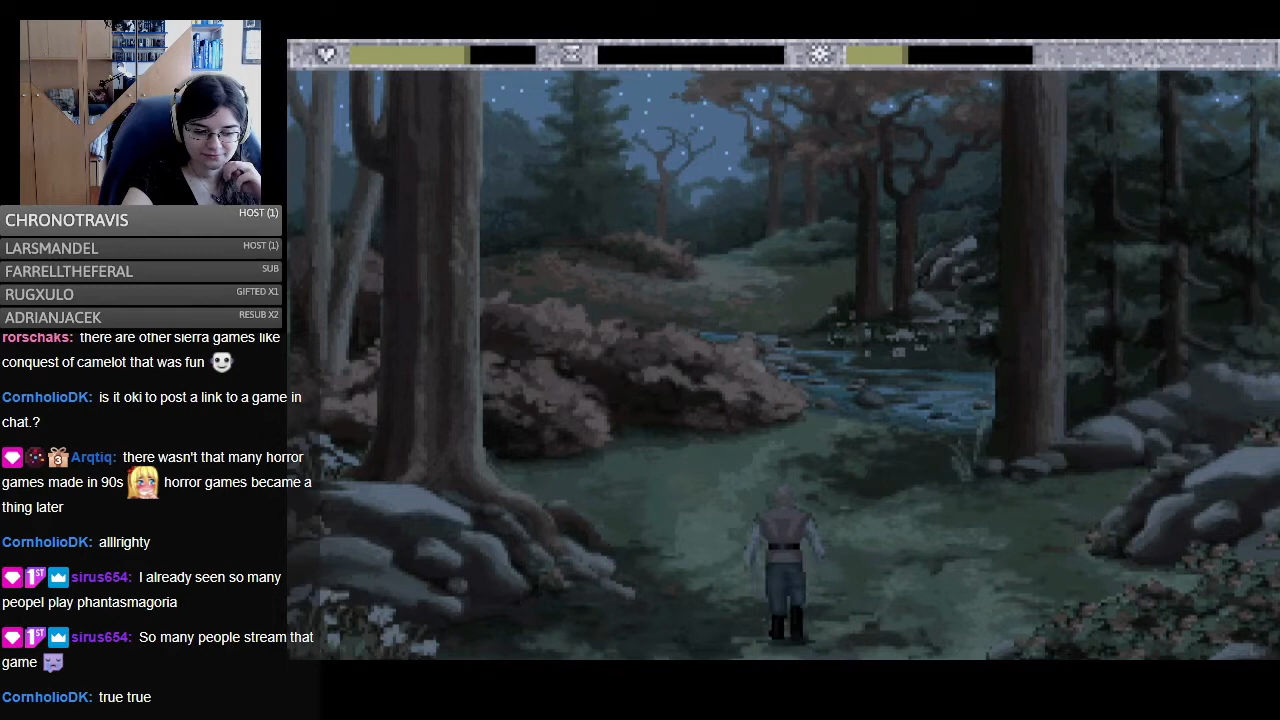 CHRONOTRAVIS HOST (1)
LARSMANDEL HOST (1)
FARRELLTHEFERAL SUB
RUGXULO GIFTED X1
ADRIANJACEK RESUB X2
rorschaks: there are other sierra games like
conquest of camelot that was fun
CornholioDK: is it oki to post a link to a game in
chat.?
3 Arqtiq: there wasn't that many horror
games made in 90s horror games became a
thing later
CornholioDK: alllrighty
1ST sirus654: I already seen so many
peopel play phantasmagoria
1ST sirus654: So many people stream that
game
CornholioDK: true true